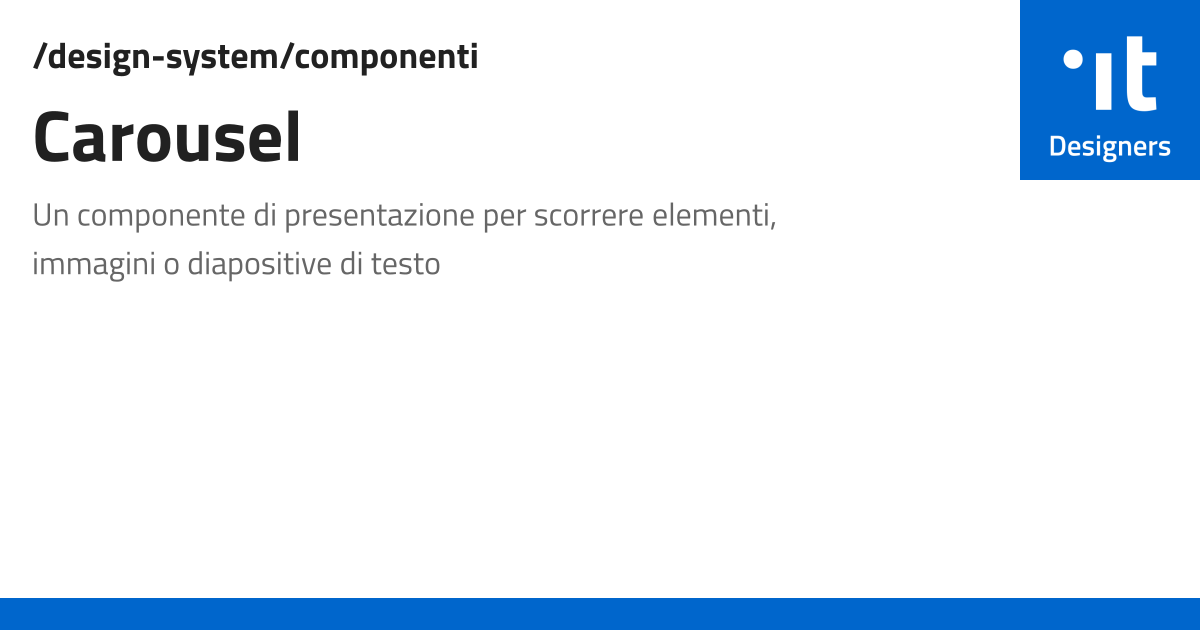 /design-system/componenti
Carousel
Un componente di presentazione per scorrere elementi,
immagini o diapositive di testo
it
Designers